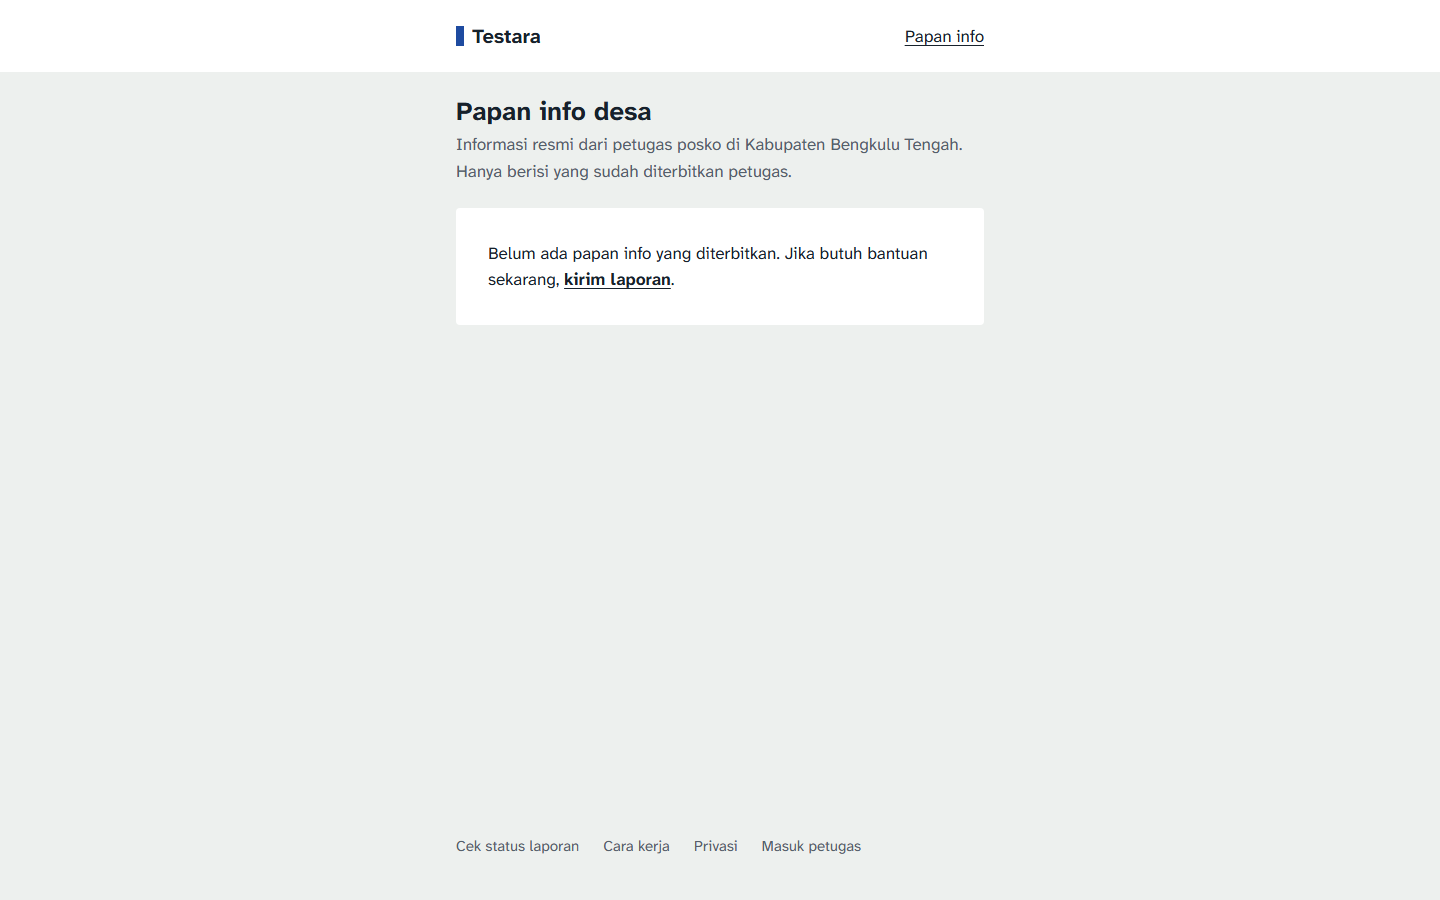 Testara
Papan info
Papan info desa
Informasi resmi dari petugas posko di Kabupaten Bengkulu Tengah.
Hanya berisi yang sudah diterbitkan petugas.
Belum ada papan info yang diterbitkan. Jika butuh bantuan
sekarang, kirim laporan.
Cek status laporan
Cara kerja
Privasi
Masuk petugas